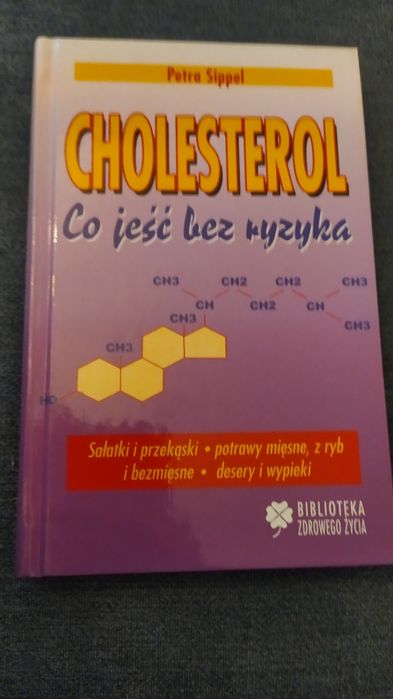 Petra Sippel
CHOLESTEROL
Co jeść bez ryzyka
CH3 CH2 CH2 CH3
CH CH2 CH
CH3 CH3
CH3
HO
Sałatki i przekąski • potrawy mięsne, z ryb
i bezmięsne • desery i wypieki
BIBLIOTEKA
ZDROWEGO ŻYCIA